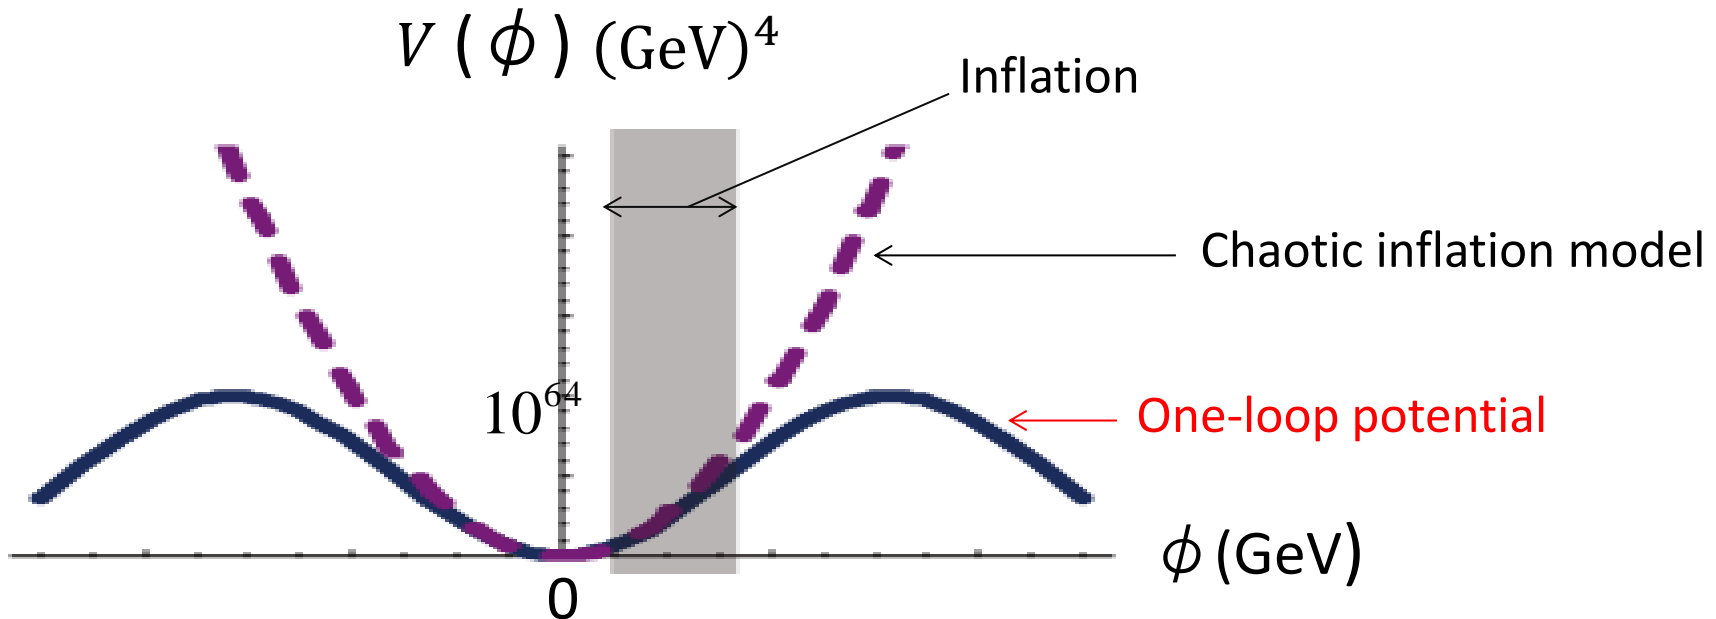 V (ϕ) (GeV)⁴
Inflation
Chaotic inflation model
10⁶⁴
One-loop potential
ϕ (GeV)
0